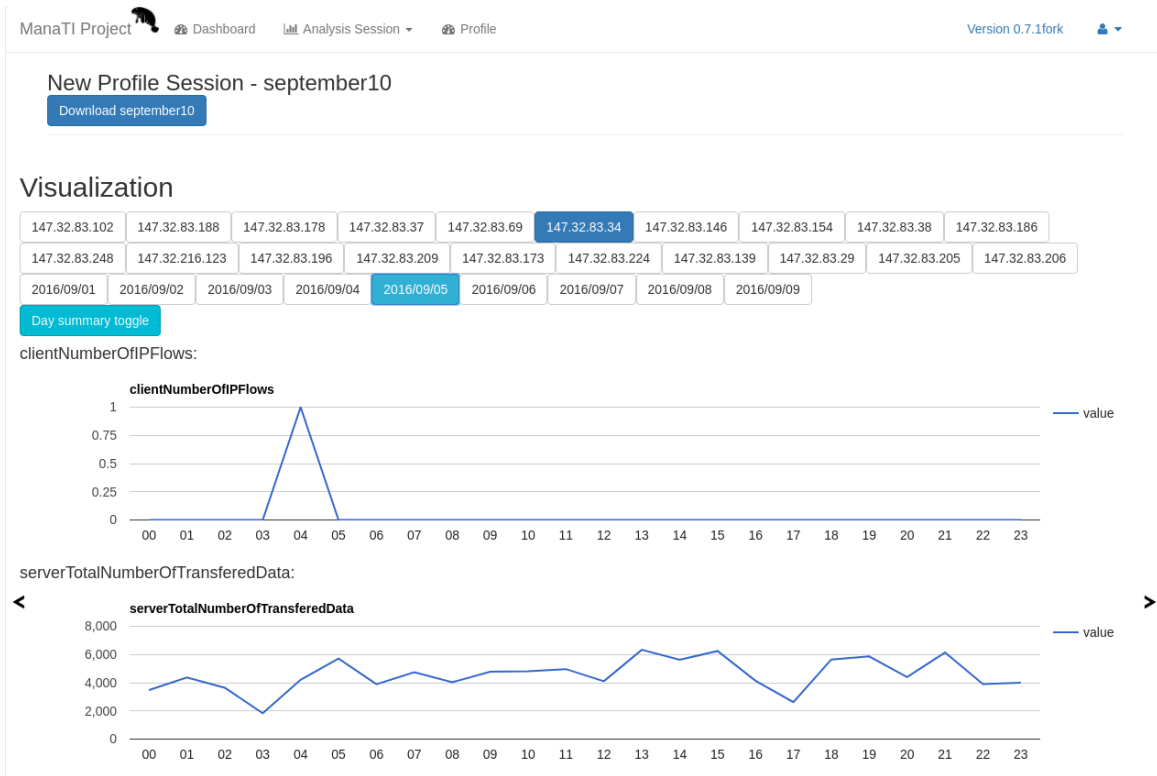 ManaTI Project Dashboard Analysis Session Profile Version 0.7.1fork
New Profile Session - september10
Download september10
Visualization
147.32.83.102 147.32.83.188 147.32.83.178 147.32.83.37 147.32.83.69 147.32.83.34 147.32.83.146 147.32.83.154 147.32.83.38 147.32.83.186
147.32.83.248 147.32.216.123 147.32.83.196 147.32.83.209 147.32.83.173 147.32.83.224 147.32.83.139 147.32.83.29 147.32.83.205 147.32.83.206
2016/09/01 2016/09/02 2016/09/03 2016/09/04 2016/09/05 2016/09/06 2016/09/07 2016/09/08 2016/09/09
Day summary toggle
clientNumberOfIPFlows:
clientNumberOfIPFlows
1
value
0.75
0.5
0.25
0
00 01 02 03 04 05 06 07 08 09 10 11 12 13 14 15 16 17 18 19 20 21 22 23
serverTotalNumberOfTransferedData:
< >
serverTotalNumberOfTransferedData
8,000
value
6,000
4,000
2,000
0
00 01 02 03 04 05 06 07 08 09 10 11 12 13 14 15 16 17 18 19 20 21 22 23